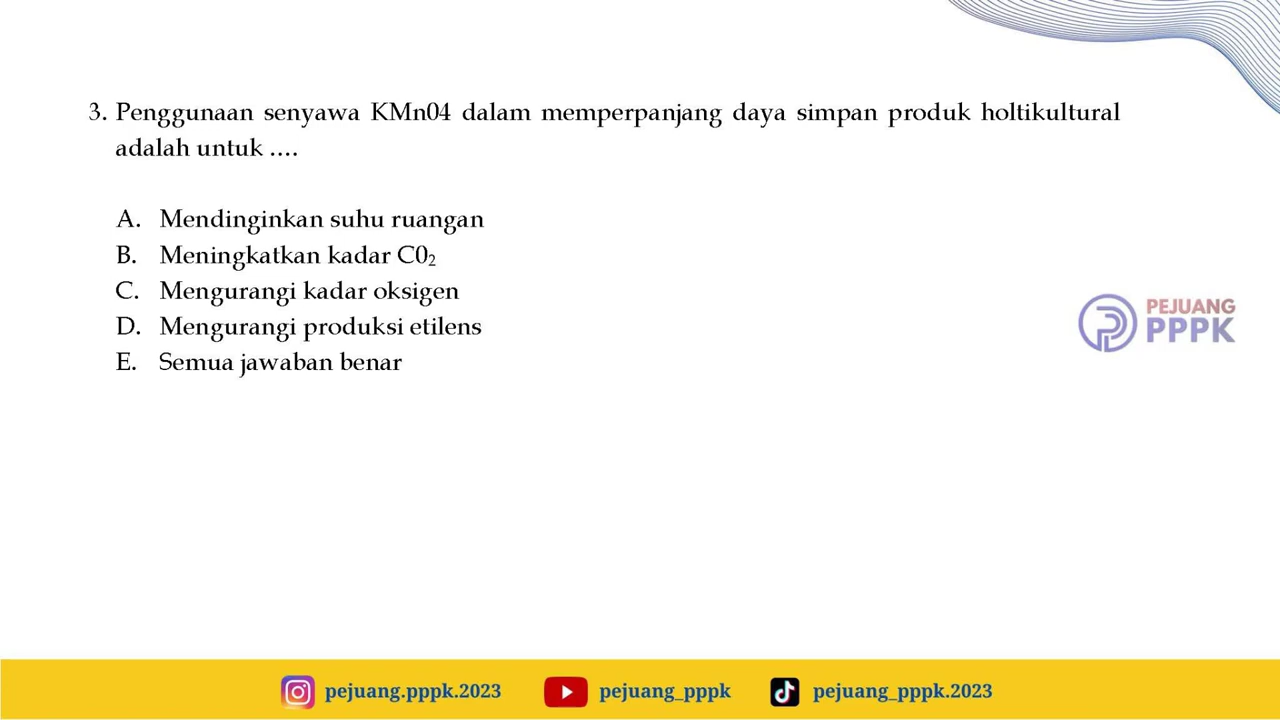 3. Penggunaan senyawa KMn04 dalam memperpanjang daya simpan produk holtikultural
adalah untuk ....
A. Mendinginkan suhu ruangan
B. Meningkatkan kadar C0₂
C. Mengurangi kadar oksigen
D. Mengurangi produksi etilens
E. Semua jawaban benar
PEJUANG
PPPK
pejuang.pppk.2023 pejuang_pppk pejuang_pppk.2023